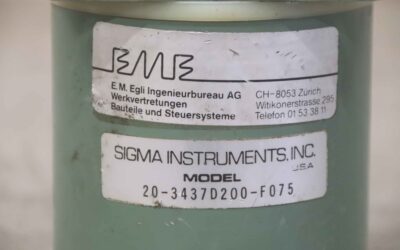 EME
E.M. Egli Ingenieurbureau AG
Werkvertretungen
Bauteile und Steuersysteme
CH-8053 Zürich
Witikonerstrasse 295
Telefon 01 53 38 11
SIGMA INSTRUMENTS, INC.
U.S.A
MODEL
20-3437D200-F075